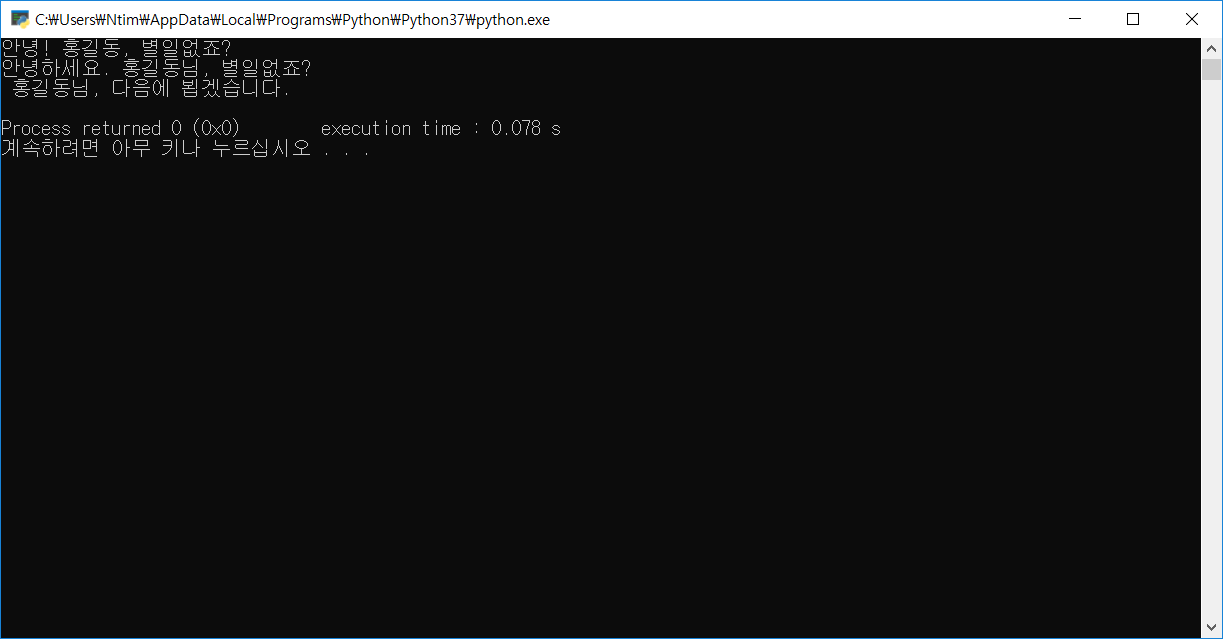 C:₩Users₩Ntim₩AppData₩Local₩Programs₩Python₩Python37₩python.exe
안녕! 홍길동, 별일없죠?
안녕하세요. 홍길동님, 별일없죠?
 홍길동님, 다음에 뵙겠습니다.
Process returned 0 (0x0)        execution time : 0.078 s
계속하려면 아무 키나 누르십시오 . . .